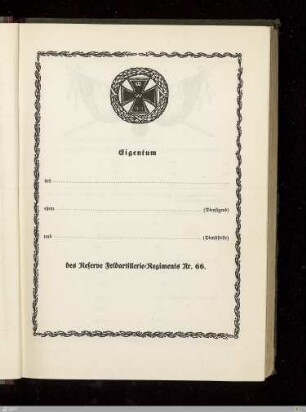 Eigentum
des
(Dienstgrad)
und
(Dienststelle)
des Reserve Feldartillerie-Regiments Nr. 66.